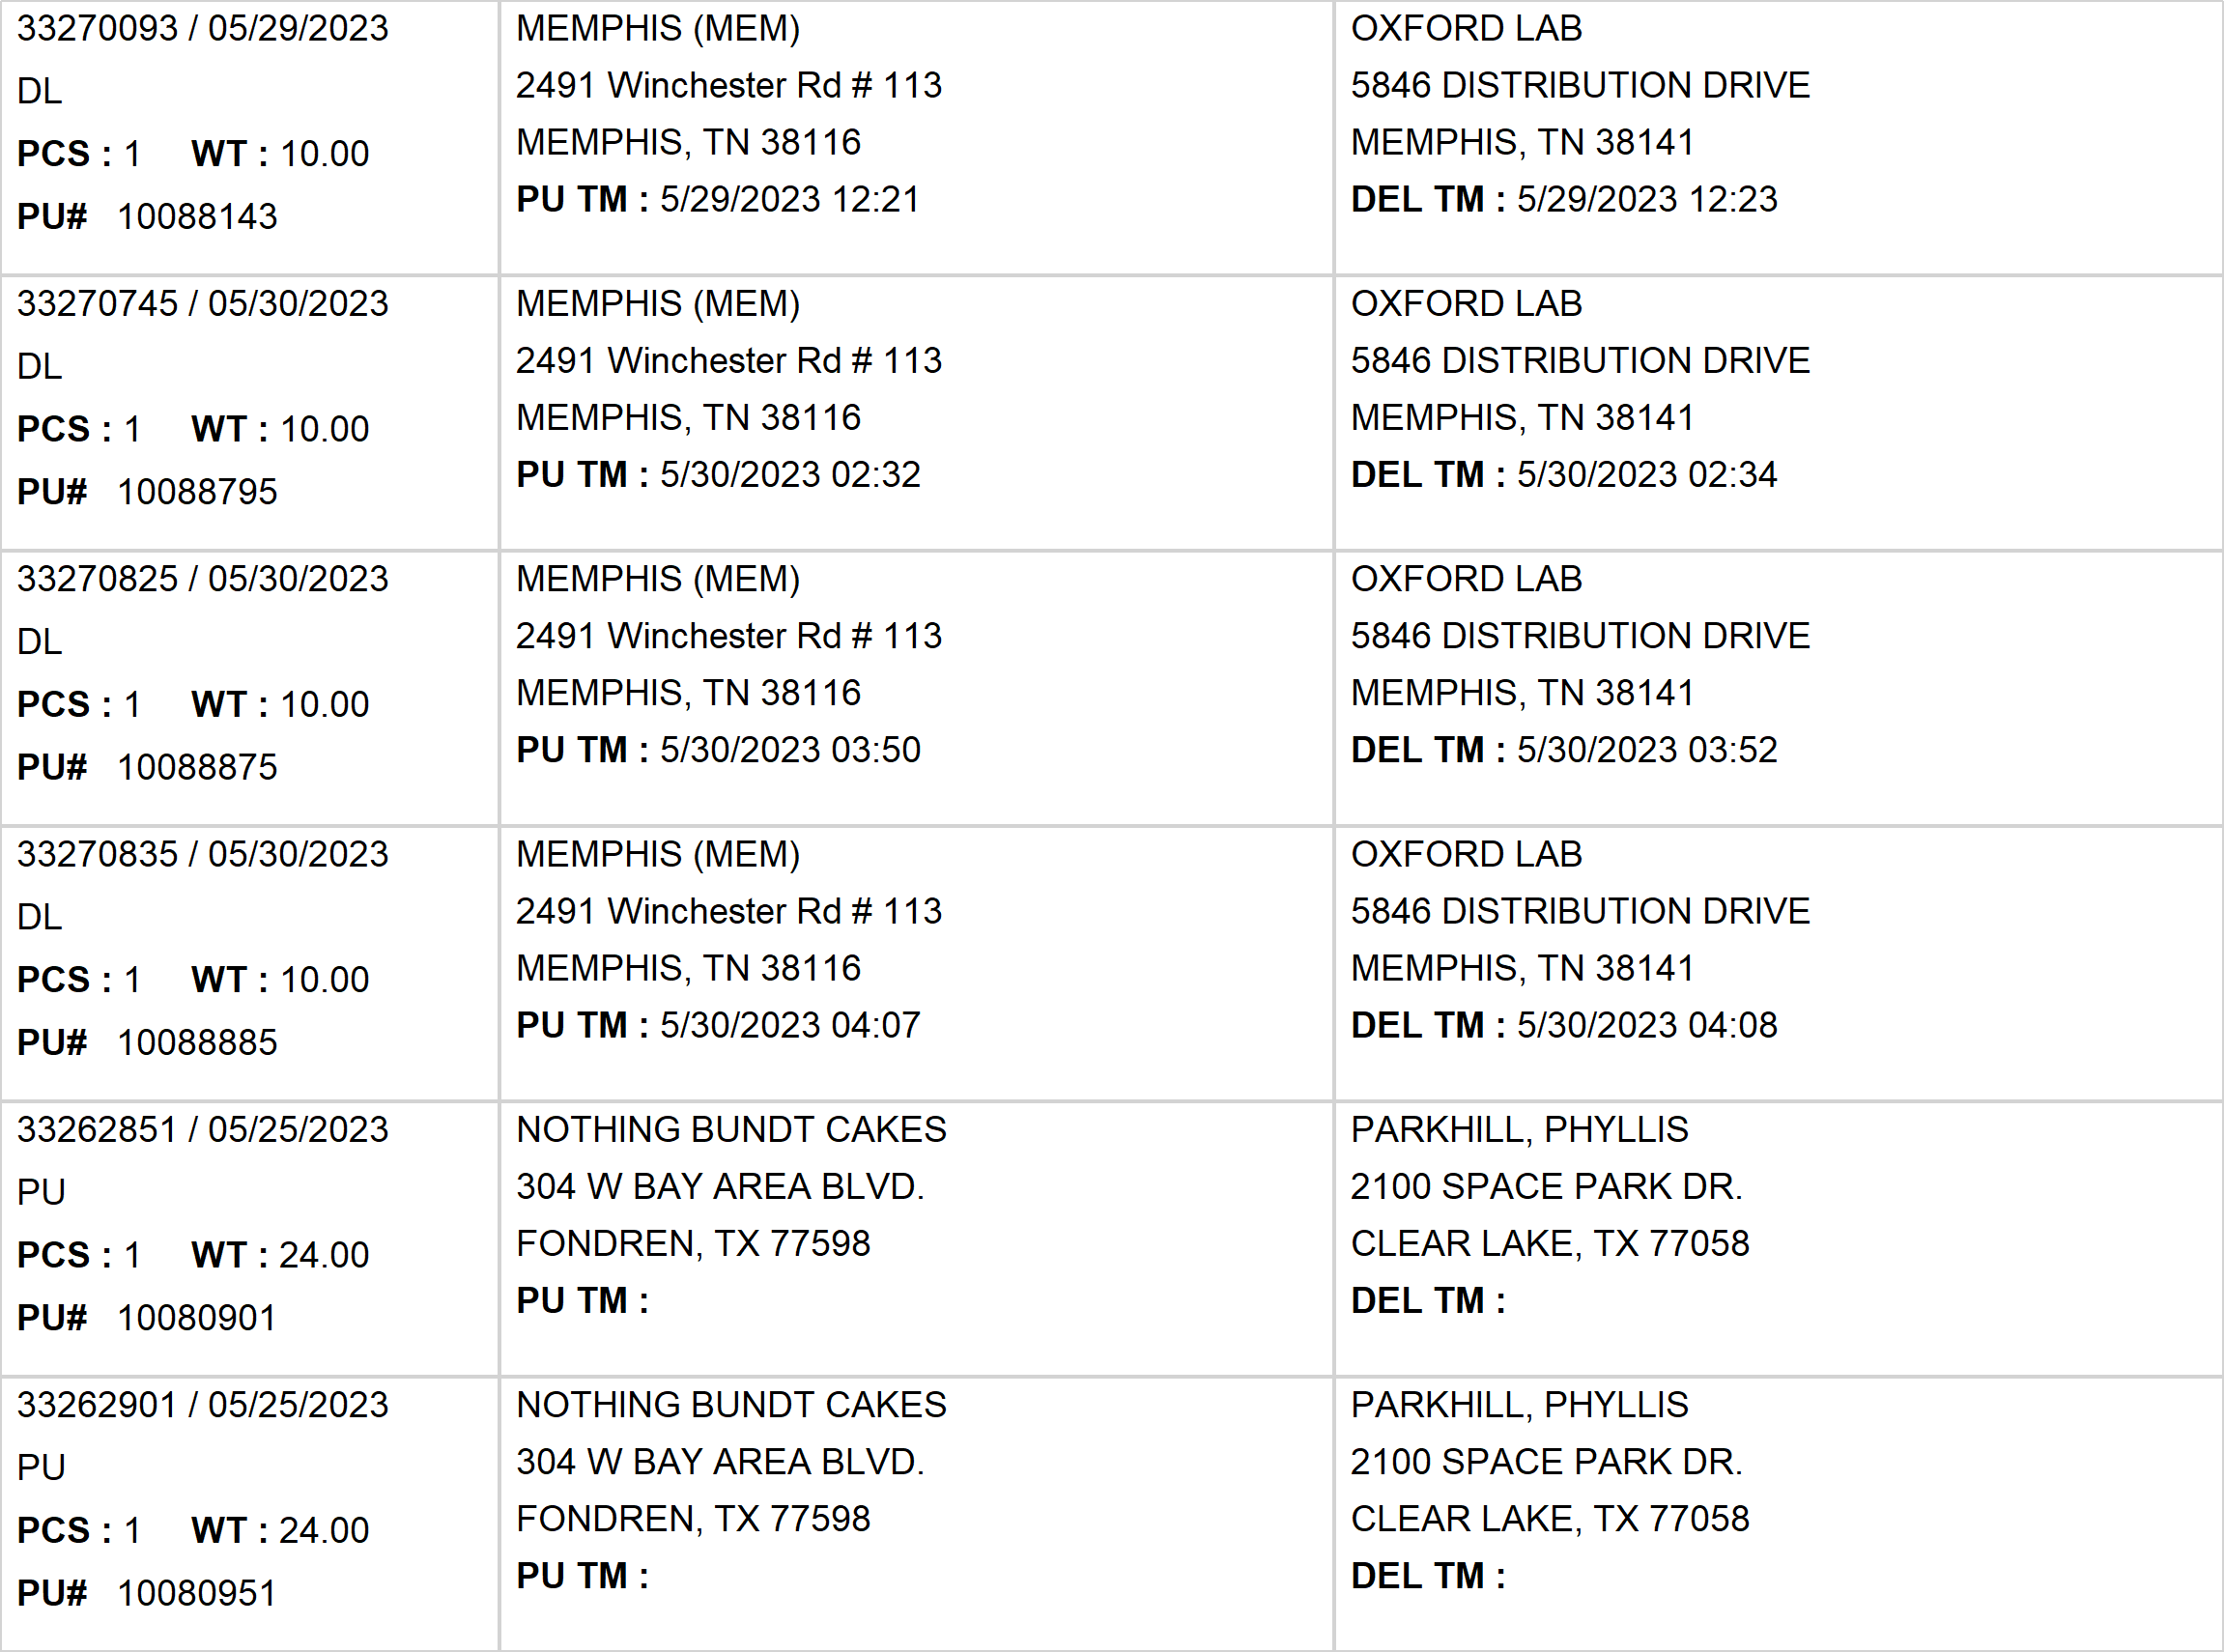 33270093 / 05/29/2023
DL
PCS : 1 WT : 10.00
PU# 10088143
MEMPHIS (MEM)
2491 Winchester Rd # 113
MEMPHIS, TN 38116
PU TM : 5/29/2023 12:21
OXFORD LAB
5846 DISTRIBUTION DRIVE
MEMPHIS, TN 38141
DEL TM : 5/29/2023 12:23
33270745 / 05/30/2023
DL
PCS : 1 WT : 10.00
PU# 10088795
MEMPHIS (MEM)
2491 Winchester Rd # 113
MEMPHIS, TN 38116
PU TM : 5/30/2023 02:32
OXFORD LAB
5846 DISTRIBUTION DRIVE
MEMPHIS, TN 38141
DEL TM : 5/30/2023 02:34
33270825 / 05/30/2023
DL
PCS : 1 WT : 10.00
PU# 10088875
MEMPHIS (MEM)
2491 Winchester Rd # 113
MEMPHIS, TN 38116
PU TM : 5/30/2023 03:50
OXFORD LAB
5846 DISTRIBUTION DRIVE
MEMPHIS, TN 38141
DEL TM : 5/30/2023 03:52
33270835 / 05/30/2023
DL
PCS : 1 WT : 10.00
PU# 10088885
MEMPHIS (MEM)
2491 Winchester Rd # 113
MEMPHIS, TN 38116
PU TM : 5/30/2023 04:07
OXFORD LAB
5846 DISTRIBUTION DRIVE
MEMPHIS, TN 38141
DEL TM : 5/30/2023 04:08
33262851 / 05/25/2023
PU
PCS : 1 WT : 24.00
PU# 10080901
NOTHING BUNDT CAKES
304 W BAY AREA BLVD.
FONDREN, TX 77598
PU TM :
PARKHILL, PHYLLIS
2100 SPACE PARK DR.
CLEAR LAKE, TX 77058
DEL TM :
33262901 / 05/25/2023
PU
PCS : 1 WT : 24.00
PU# 10080951
NOTHING BUNDT CAKES
304 W BAY AREA BLVD.
FONDREN, TX 77598
PU TM :
PARKHILL, PHYLLIS
2100 SPACE PARK DR.
CLEAR LAKE, TX 77058
DEL TM :